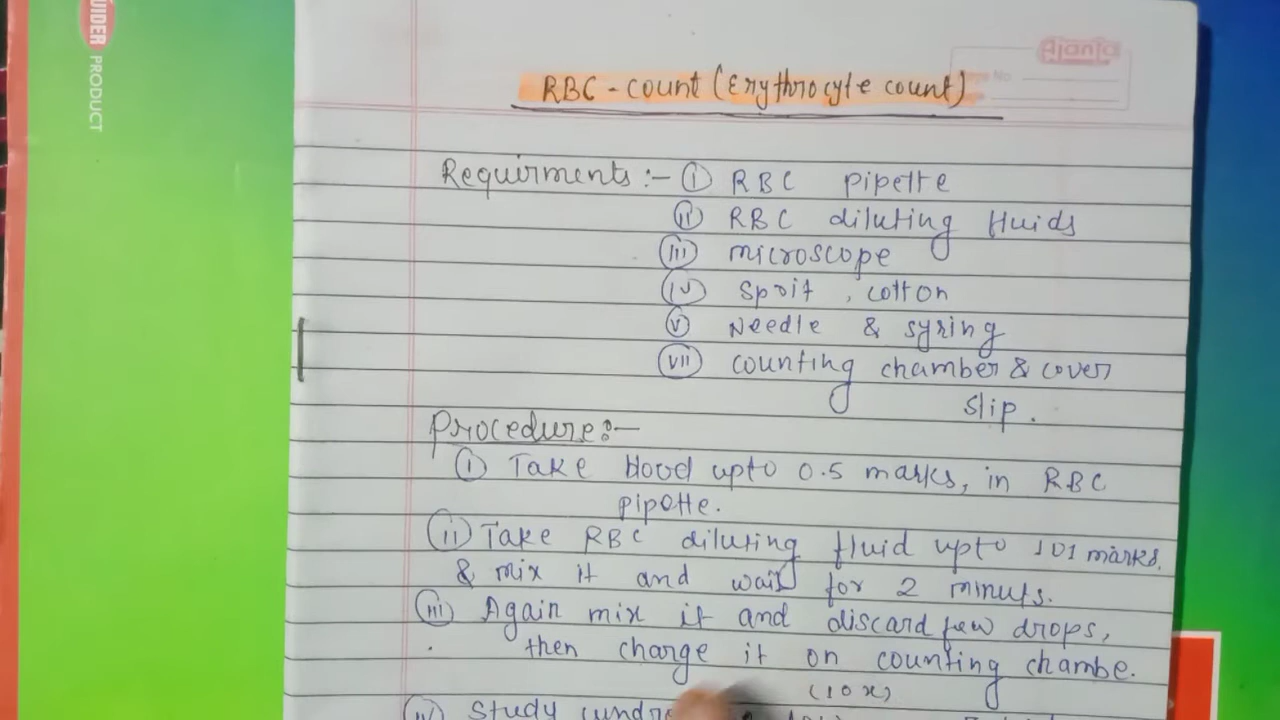 UIDER PRODUCT
Ajanta
RBC - count (Erythrocyte count)
Requirments :- (i) RBC pipette
(ii) RBC diluting fluids
(iii) microscope
(iv) spoit, cotton
(v) Needle & syring
(vii) counting chamber & cover
slip.
Procedure :-
(i) Take blood upto 0.5 marks, in RBC
pipette.
(ii) Take RBC diluting fluid upto 101 marks.
& mix it and wait for 2 minuts.
(iii) Again mix it and discard few drops,
then charge it on counting chambe.
(10x)
(iv) Study